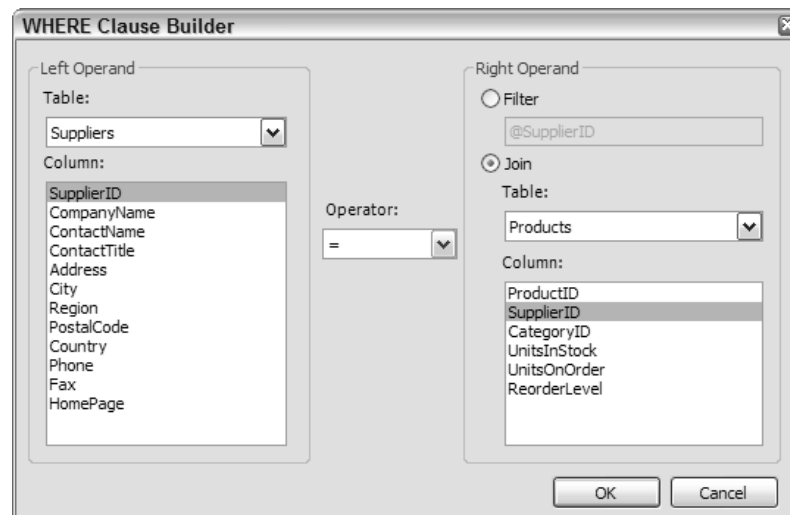 WHERE Clause Builder
Left Operand
Table:
Suppliers
Column:
SupplierID
CompanyName
ContactName
ContactTitle
Address
City
Region
PostalCode
Country
Phone
Fax
HomePage
Operator:
=
Right Operand
Filter
@SupplierID
Join
Table:
Products
Column:
ProductID
SupplierID
CategoryID
UnitsInStock
UnitsOnOrder
ReorderLevel
OK
Cancel